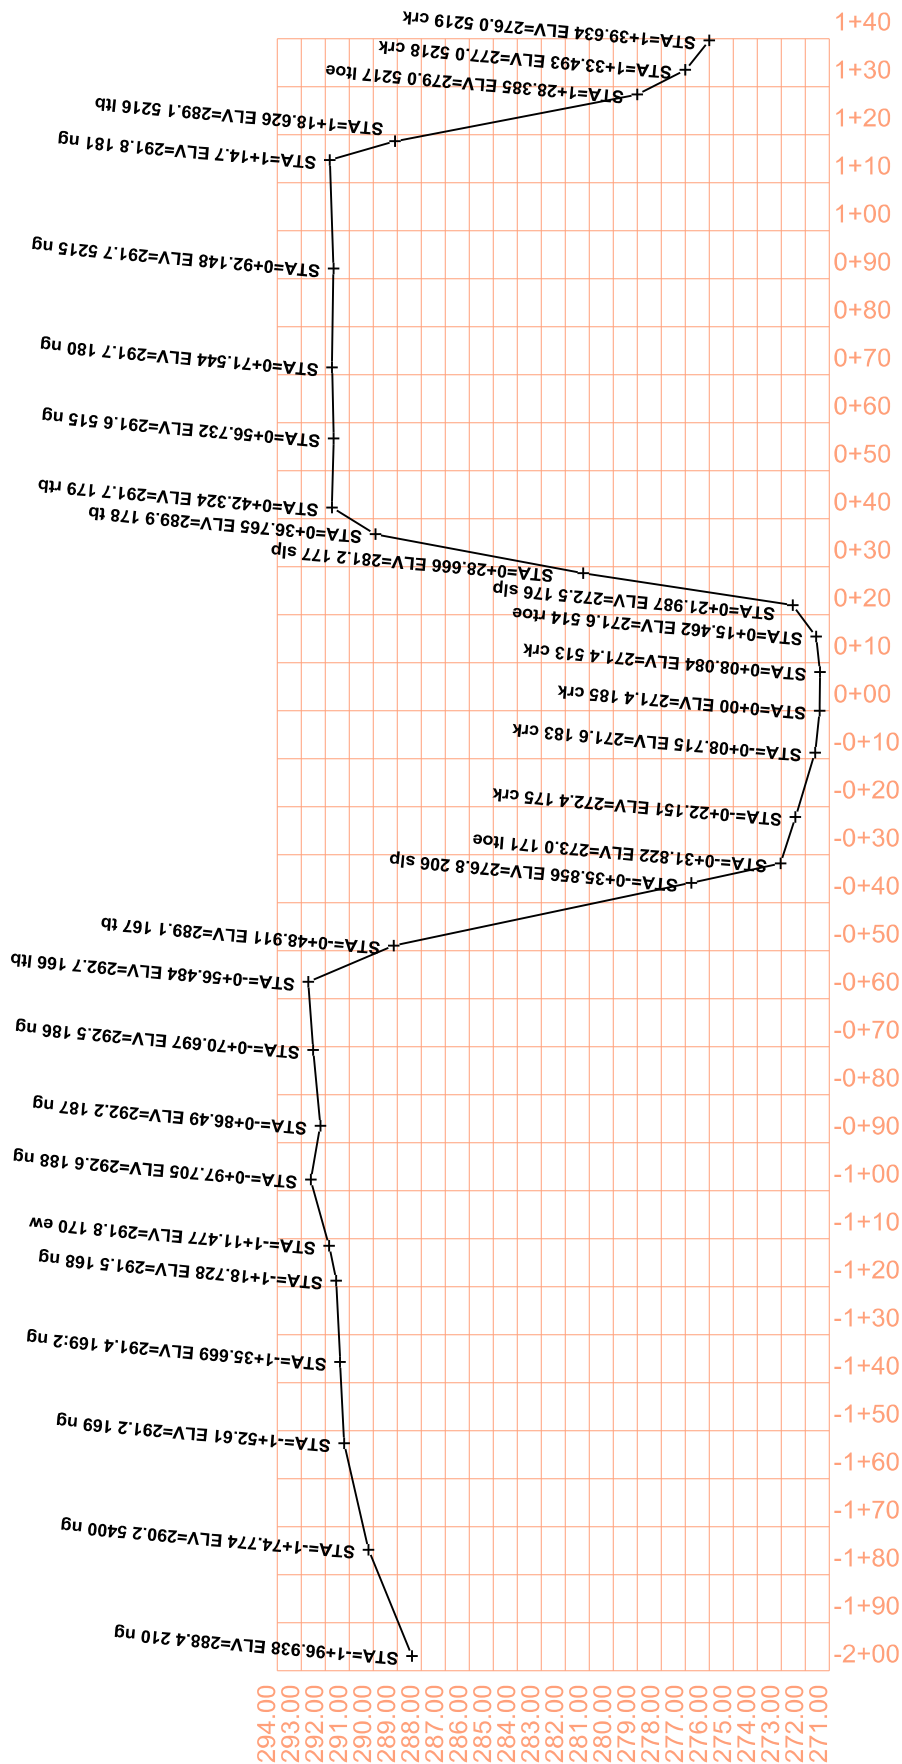 1+40
STA=1+39.634 ELV=276.0 5219 crk
STA=1+33.493 ELV=277.0 5218 crk
1+30
STA=1+28.385 ELV=279.0 5217 ltoe
1+20
STA=1+18.626 ELV=289.1 5216 ltb
STA=1+14.7 ELV=291.8 181 ng
1+10
1+00
STA=0+92.148 ELV=291.7 5215 ng
0+90
0+80
STA=0+71.544 ELV=291.7 180 ng
0+70
0+60
STA=0+56.732 ELV=291.6 515 ng
0+50
STA=0+42.324 ELV=291.7 179 rtb
0+40
STA=0+36.765 ELV=289.9 178 tb
0+30
STA=0+28.666 ELV=281.2 177 slp
0+20
STA=0+21.987 ELV=272.5 176 slp
STA=0+15.462 ELV=271.6 514 rtoe
0+10
STA=0+08.084 ELV=271.4 513 crk
0+00
STA=0+00 ELV=271.4 185 crk
STA=-0+08.715 ELV=271.6 183 crk
-0+10
-0+20
STA=-0+22.151 ELV=272.4 175 crk
-0+30
STA=-0+31.822 ELV=273.0 171 ltoe
STA=-0+35.856 ELV=276.8 206 slp
-0+40
STA=-0+48.911 ELV=289.1 167 tb
-0+50
STA=-0+56.484 ELV=292.7 166 ltb
-0+60
-0+70
STA=-0+70.697 ELV=292.5 186 ng
-0+80
STA=-0+86.49 ELV=292.2 187 ng
-0+90
STA=-0+97.705 ELV=292.6 188 ng
-1+00
-1+10
STA=-1+11.477 ELV=291.8 170 ew
STA=-1+18.728 ELV=291.5 168 ng
-1+20
-1+30
STA=-1+35.669 ELV=291.4 169:2 ng
-1+40
-1+50
STA=-1+52.61 ELV=291.2 169 ng
-1+60
-1+70
STA=-1+74.774 ELV=290.2 5400 ng
-1+80
-1+90
STA=-1+96.938 ELV=288.4 210 ng
-2+00
294.00
293.00
292.00
291.00
290.00
289.00
288.00
287.00
286.00
285.00
284.00
283.00
282.00
281.00
280.00
279.00
278.00
277.00
276.00
275.00
274.00
273.00
272.00
271.00